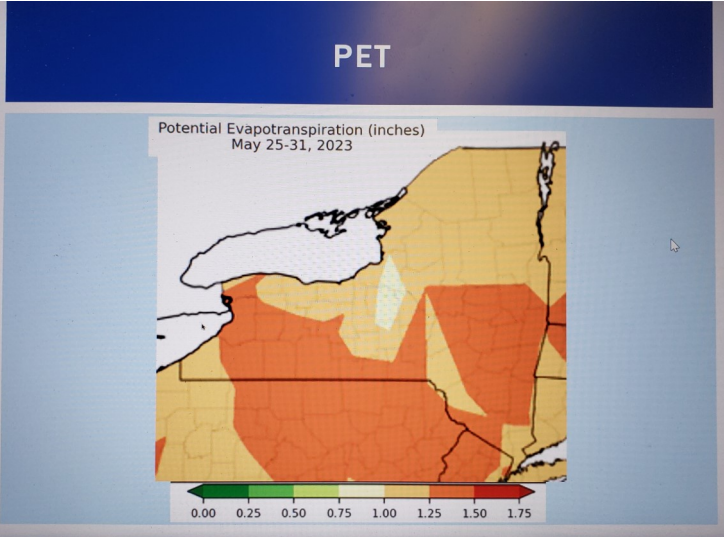 PET
Potential Evapotranspiration (inches)
May 25-31, 2023
0.00 0.25 0.50 0.75 1.00 1.25 1.50 1.75